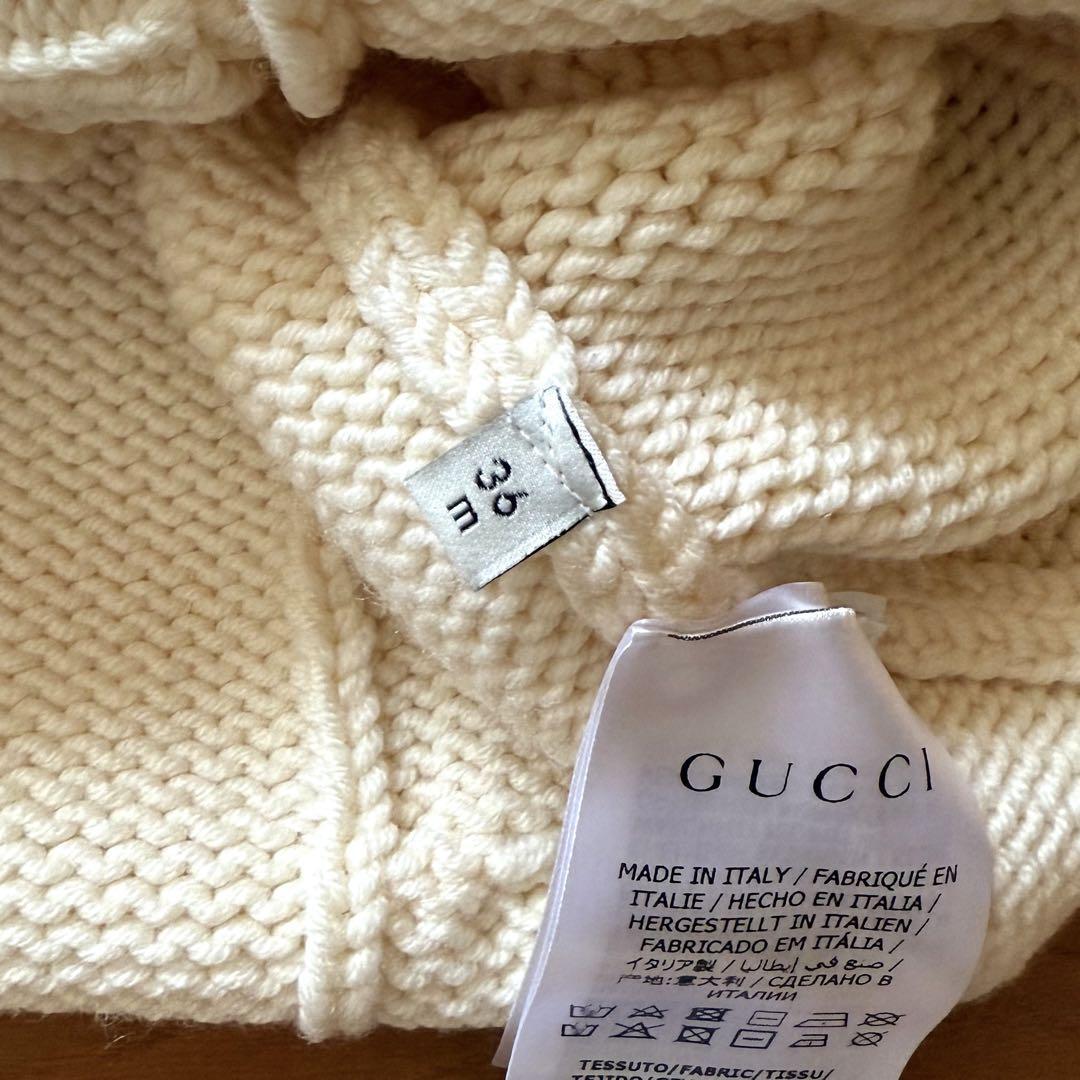 36
m
GUCCI
MADE IN ITALY / FABRIQUÉ EN
ITALIE / HECHO EN ITALIA /
HERGESTELLT IN ITALIEN /
FABRICADO EM ITÁLIA /
イタリア製 / صنع في إيطاليا /
产地:意大利 / СДЕЛАНО В
ИТАЛИИ
TESSUTO/FABRIC/TISSU/